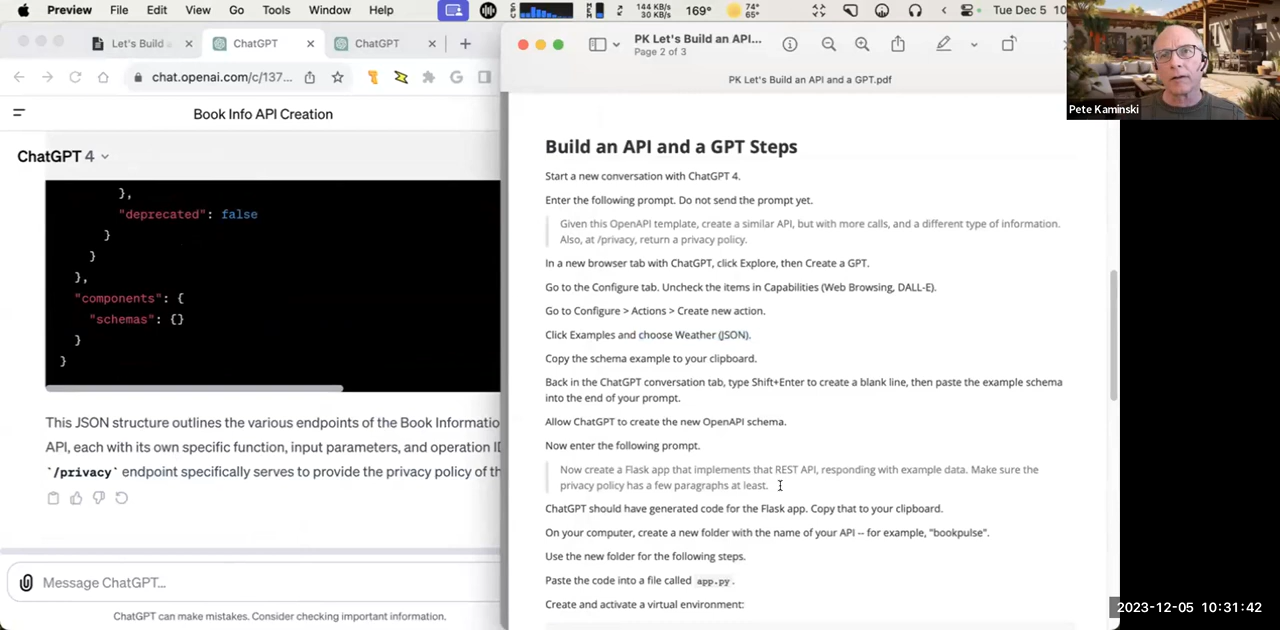 Preview File Edit View Go Tools Window Help
144 KB/s
30 KB/s
169°
74°
65°
Tue Dec 5 10
Let's Build
ChatGPT
ChatGPT
chat.openai.com/c/137...
Book Info API Creation
ChatGPT 4
},
"deprecated": false
}
}
},
"components": {
"schemas": {}
}
}
This JSON structure outlines the various endpoints of the Book Informatio
API, each with its own specific function, input parameters, and operation I
`/privacy` endpoint specifically serves to provide the privacy policy of th
Message ChatGPT...
ChatGPT can make mistakes. Consider checking important information.
PK Let's Build an API...
Page 2 of 3
PK Let's Build an API and a GPT.pdf
Build an API and a GPT Steps
Start a new conversation with ChatGPT 4.
Enter the following prompt. Do not send the prompt yet.
Given this OpenAPI template, create a similar API, but with more calls, and a different type of information.
Also, at /privacy, return a privacy policy.
In a new browser tab with ChatGPT, click Explore, then Create a GPT.
Go to the Configure tab. Uncheck the items in Capabilities (Web Browsing, DALL-E).
Go to Configure > Actions > Create new action.
Click Examples and choose Weather (JSON).
Copy the schema example to your clipboard.
Back in the ChatGPT conversation tab, type Shift+Enter to create a blank line, then paste the example schema
into the end of your prompt.
Allow ChatGPT to create the new OpenAPI schema.
Now enter the following prompt.
Now create a Flask app that implements that REST API, responding with example data. Make sure the
privacy policy has a few paragraphs at least.
ChatGPT should have generated code for the Flask app. Copy that to your clipboard.
On your computer, create a new folder with the name of your API -- for example, "bookpulse".
Use the new folder for the following steps.
Paste the code into a file called app.py.
Create and activate a virtual environment:
Pete Kaminski
2023-12-05 10:31:42